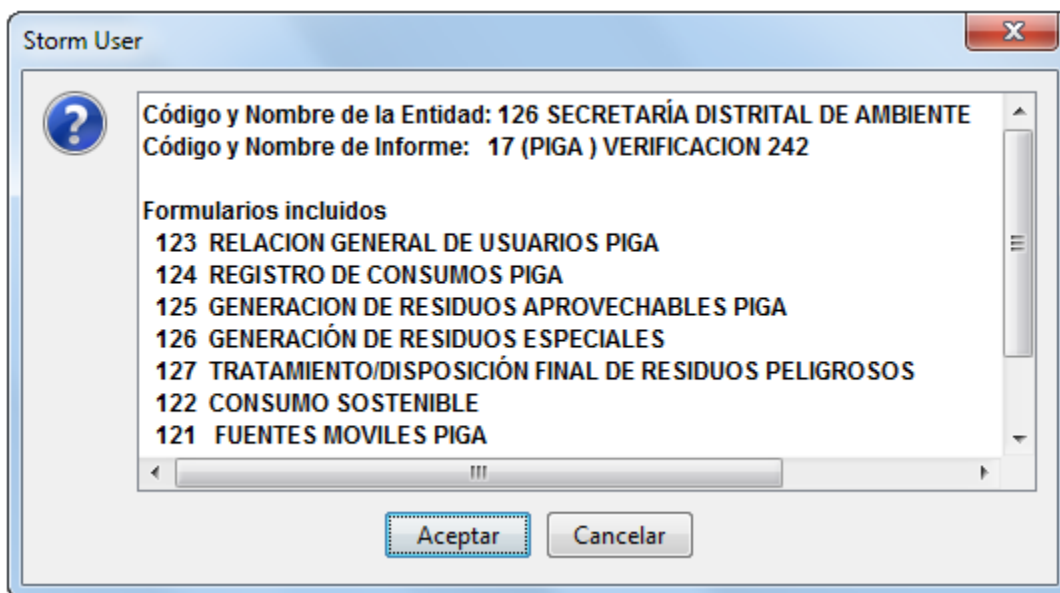 Storm User
Código y Nombre de la Entidad: 126 SECRETARÍA DISTRITAL DE AMBIENTE
Código y Nombre de Informe: 17 (PIGA ) VERIFICACION 242
Formularios incluidos
123 RELACION GENERAL DE USUARIOS PIGA
124 REGISTRO DE CONSUMOS PIGA
125 GENERACION DE RESIDUOS APROVECHABLES PIGA
126 GENERACIÓN DE RESIDUOS ESPECIALES
127 TRATAMIENTO/DISPOSICIÓN FINAL DE RESIDUOS PELIGROSOS
122 CONSUMO SOSTENIBLE
121 FUENTES MOVILES PIGA
Aceptar Cancelar